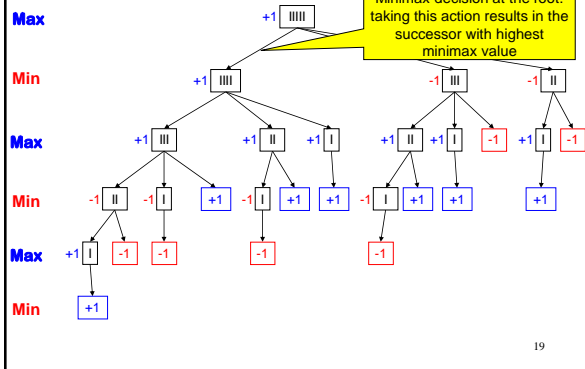 Minimax decision at the root:
taking this action results in the
successor with highest
minimax value
Max +1 IIIII
Min +1 IIII -1 III -1 II
Max +1 III +1 II +1 I +1 II +1 I -1 +1 I -1
Min -1 II -1 I +1 -1 I +1 +1 -1 I +1 +1 +1
Max +1 I -1 -1 -1 -1
Min +1
19